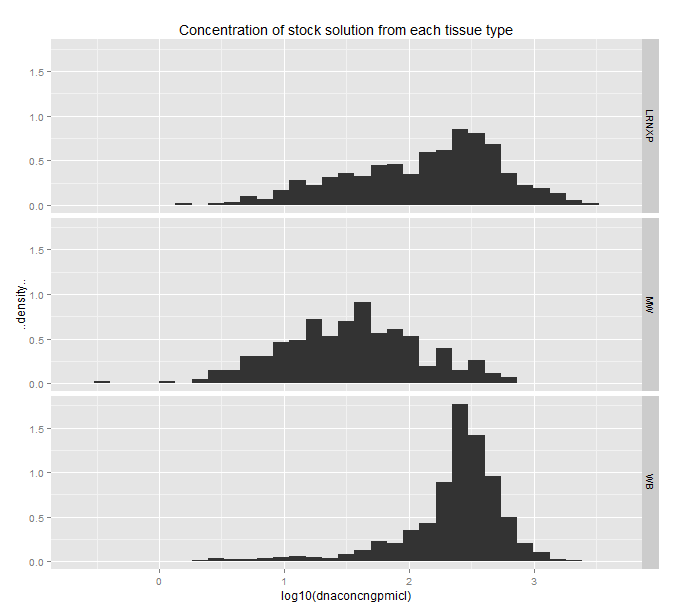 Concentration of stock solution from each tissue type
1.5
1.0
0.5
0.0
LRNXP
1.5
1.0
0.5
0.0
MW
..density..
1.5
1.0
0.5
0.0
WB
0 1 2 3
log10(dnaconcngpmicl)